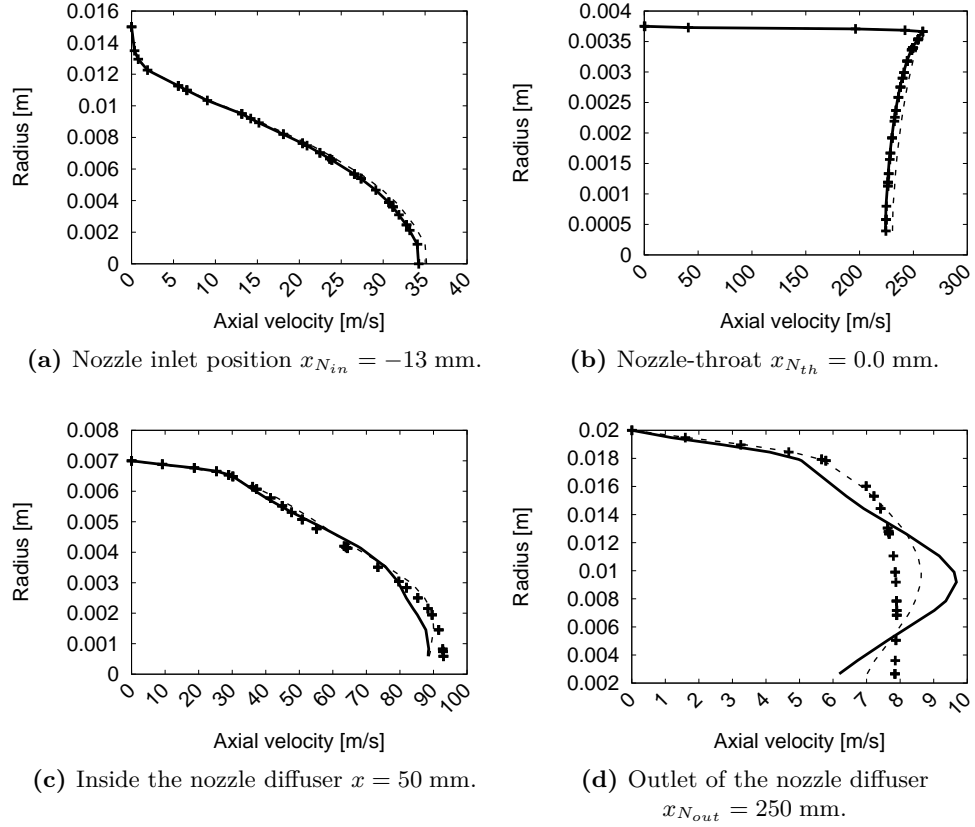 0.016
0.014
0.012
0.01
0.008
0.006
0.004
0.002
0
Radius [m]
0 5 10 15 20 25 30 35 40
Axial velocity [m/s]
(a) Nozzle inlet position x_{N_{in}} = −13 mm.
0.004
0.0035
0.003
0.0025
0.002
0.0015
0.001
0.0005
0
Radius [m]
0 50 100 150 200 250 300
Axial velocity [m/s]
(b) Nozzle-throat x_{N_{th}} = 0.0 mm.
0.008
0.007
0.006
0.005
0.004
0.003
0.002
0.001
0
Radius [m]
0 10 20 30 40 50 60 70 80 90 100
Axial velocity [m/s]
(c) Inside the nozzle diffuser x = 50 mm.
0.02
0.018
0.016
0.014
0.012
0.01
0.008
0.006
0.004
0.002
Radius [m]
0 1 2 3 4 5 6 7 8 9 10
Axial velocity [m/s]
(d) Outlet of the nozzle diffuser
x_{N_{out}} = 250 mm.